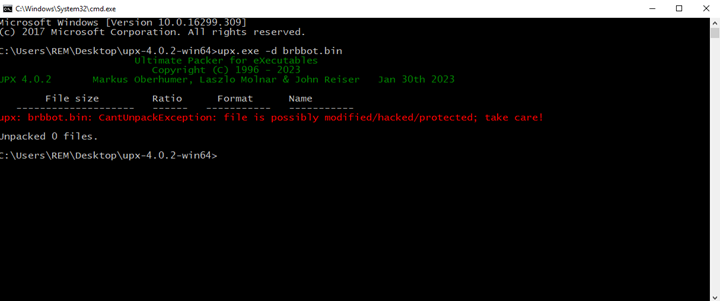 C:\Windows\System32\cmd.exe
Microsoft Windows [Version 10.0.16299.309]
(c) 2017 Microsoft Corporation. All rights reserved.
C:\Users\REM\Desktop\upx-4.0.2-win64>upx.exe -d brbbot.bin
Ultimate Packer for eXecutables
Copyright (C) 1996 - 2023
UPX 4.0.2 Markus Oberhumer, Laszlo Molnar & John Reiser Jan 30th 2023
File size Ratio Format Name
-------------------- ------ ----------- -----------
upx: brbbot.bin: CantUnpackException: file is possibly modified/hacked/protected; take care!
Unpacked 0 files.
C:\Users\REM\Desktop\upx-4.0.2-win64>